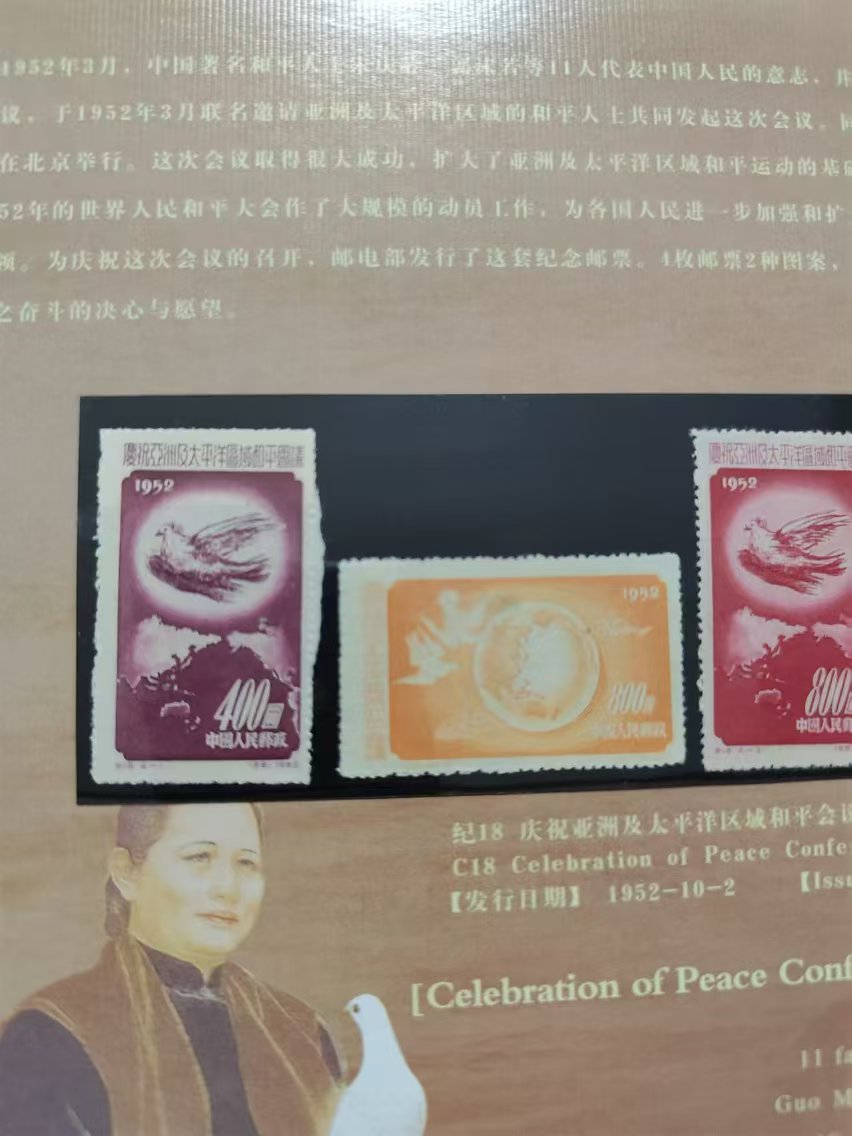 1952年3月，中国著名和平人士宋庆龄、郭沫若等11人代表中国人民的意志，并
议，于1952年3月联名邀请亚洲及太平洋区域的和平人士共同发起这次会议。同
在北京举行。这次会议取得很大成功，扩大了亚洲及太平洋区域和平运动的基础
52年的世界人民和平大会作了大规模的动员工作，为各国人民进一步加强和扩
领。为庆祝这次会议的召开，邮电部发行了这套纪念邮票。4枚邮票2种图案，
之奋斗的决心与愿望。
慶祝亞洲及太平洋區域和平會議
1952
400圓
中國人民郵政
1952
800圓
中國人民郵政
慶祝亞洲及太平洋區域和平
1952
800
中國人民郵
纪18 庆祝亚洲及太平洋区域和平会议
C18 Celebration of Peace Confe
【发行日期】 1952-10-2 【Issu
[Celebration of Peace Conf
11 fa
Guo M